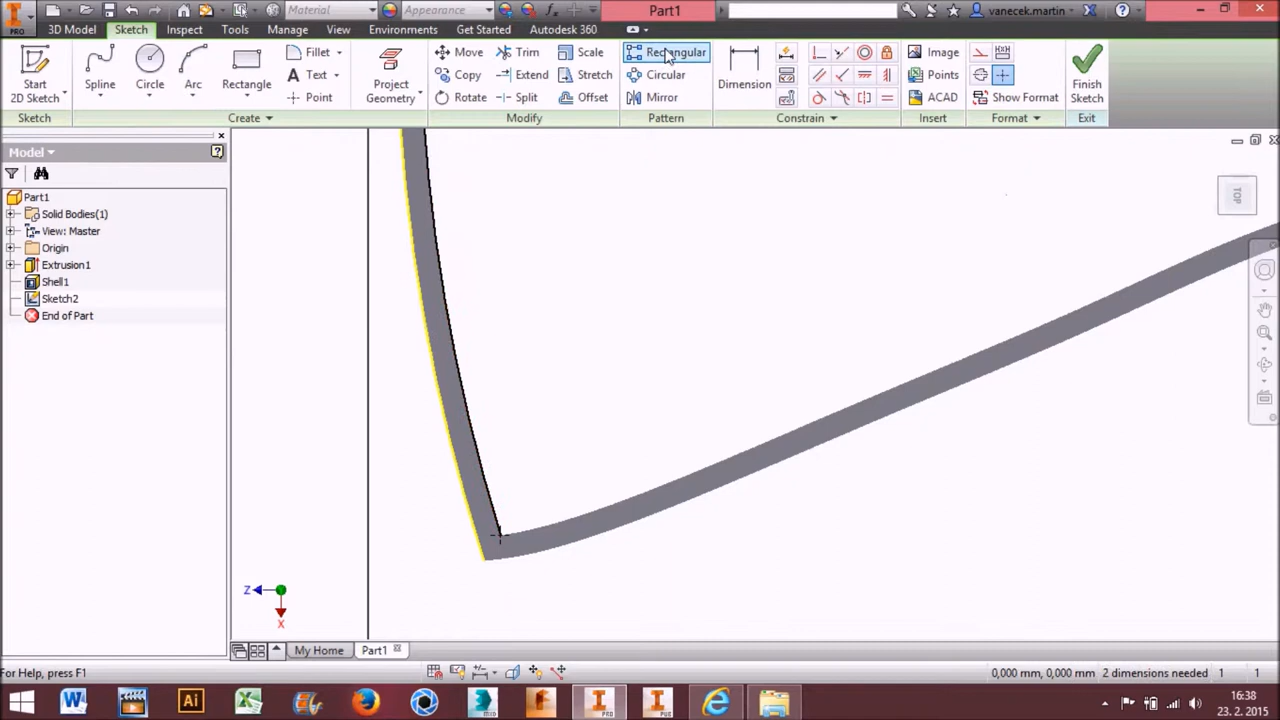 Material
Appearance
Part1
vanecek.martin
PRO
3D Model
Sketch
Inspect
Tools
Manage
View
Environments
Get Started
Autodesk 360
Start
2D Sketch
Spline
Circle
Arc
Rectangle
Fillet
Text
Point
Project
Geometry
Move
Copy
Rotate
Trim
Extend
Split
Scale
Stretch
Offset
Rectangular
Circular
Mirror
Dimension
Image
Points
ACAD
Show Format
Finish
Sketch
Sketch
Create
Modify
Pattern
Constrain
Insert
Format
Exit
Model
Part1
Solid Bodies(1)
View: Master
Origin
Extrusion1
Shell1
Sketch2
End of Part
TOP
Z
X
My Home
Part1
For Help, press F1
0,000 mm, 0,000 mm
2 dimensions needed
1
1
16:38
23. 2. 2015